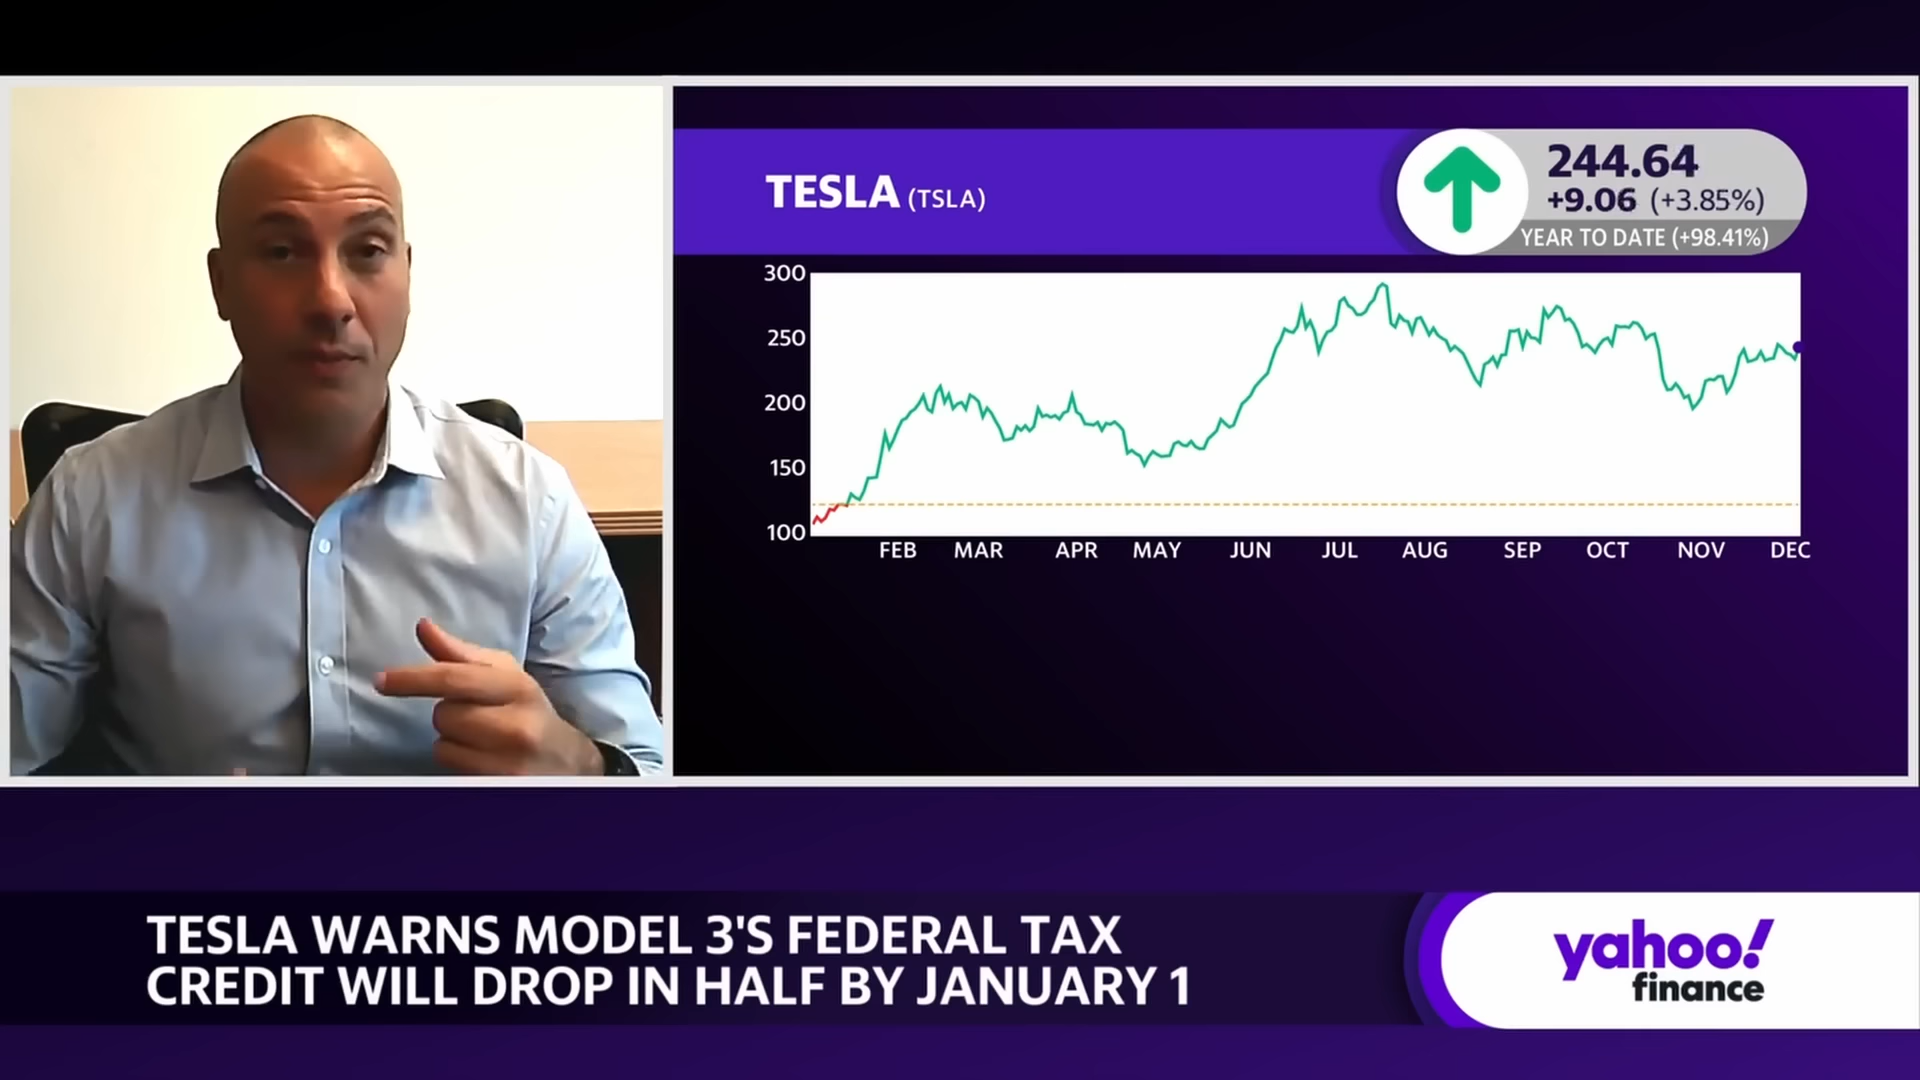 TESLA (TSLA)
244.64
+9.06 (+3.85%)
YEAR TO DATE (+98.41%)
300
250
200
150
100
FEB MAR APR MAY JUN JUL AUG SEP OCT NOV DEC
TESLA WARNS MODEL 3'S FEDERAL TAX
CREDIT WILL DROP IN HALF BY JANUARY 1
yahoo!
finance